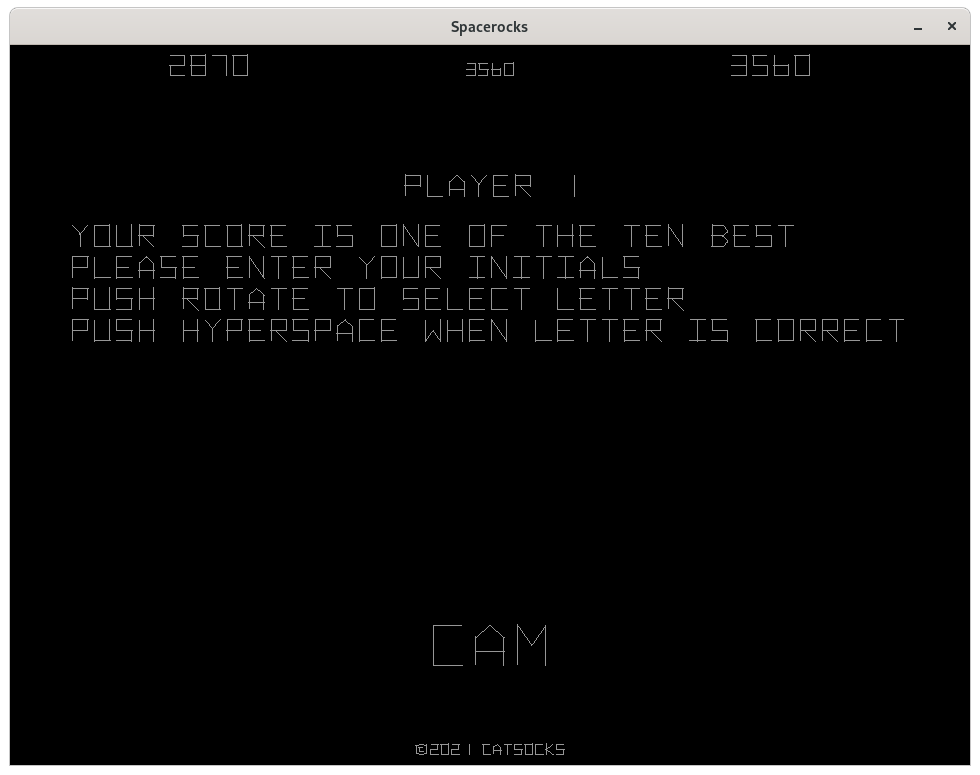 Spacerocks
2870 3560 3560
PLAYER 1
YOUR SCORE IS ONE OF THE TEN BEST
PLEASE ENTER YOUR INITIALS
PUSH ROTATE TO SELECT LETTER
PUSH HYPERSPACE WHEN LETTER IS CORRECT
CAM
©2021 CATSOCKS